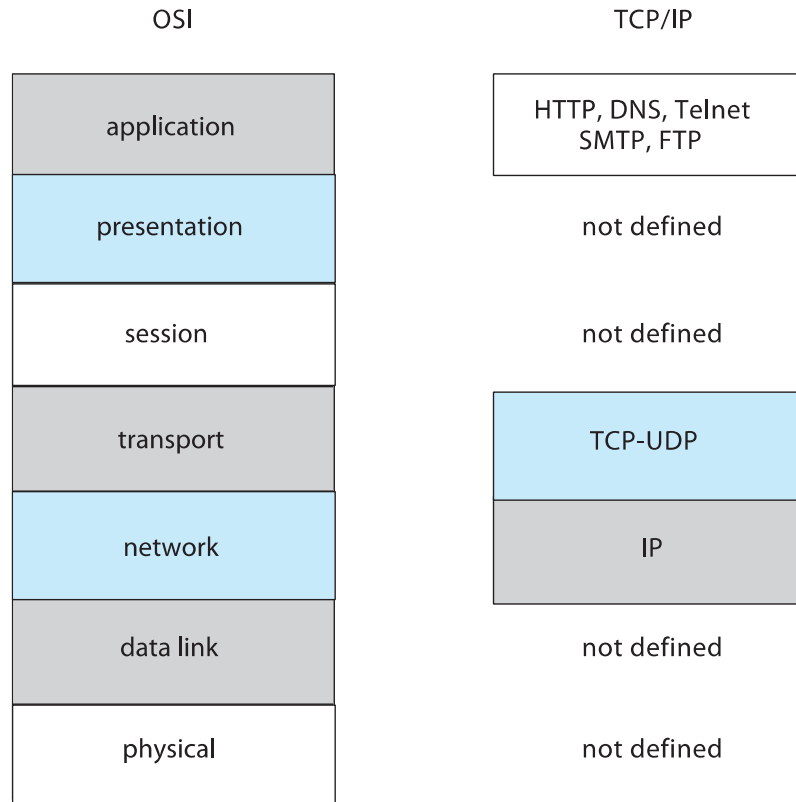 OSI
TCP/IP
application
HTTP, DNS, Telnet
SMTP, FTP
presentation
not defined
session
not defined
transport
TCP-UDP
network
IP
data link
not defined
physical
not defined